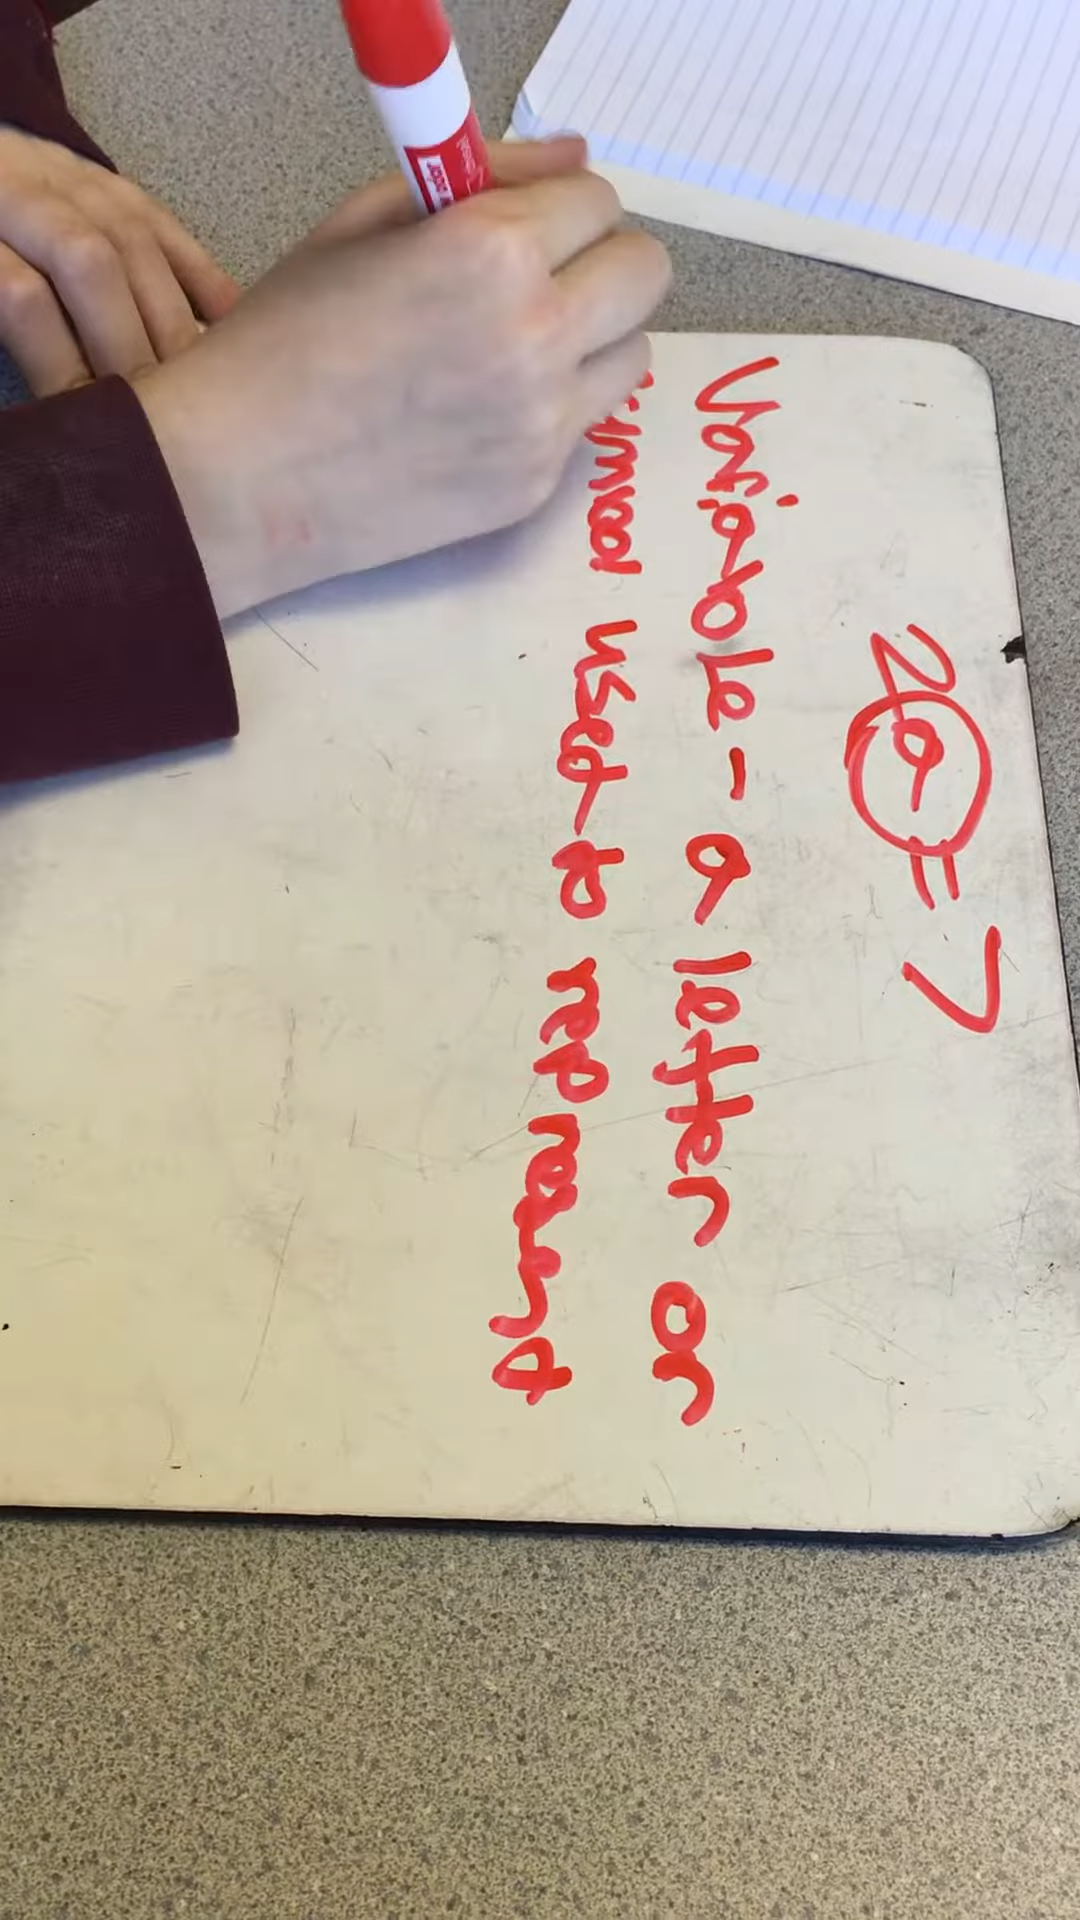 2a = 7
Variable - a letter or
used to represent